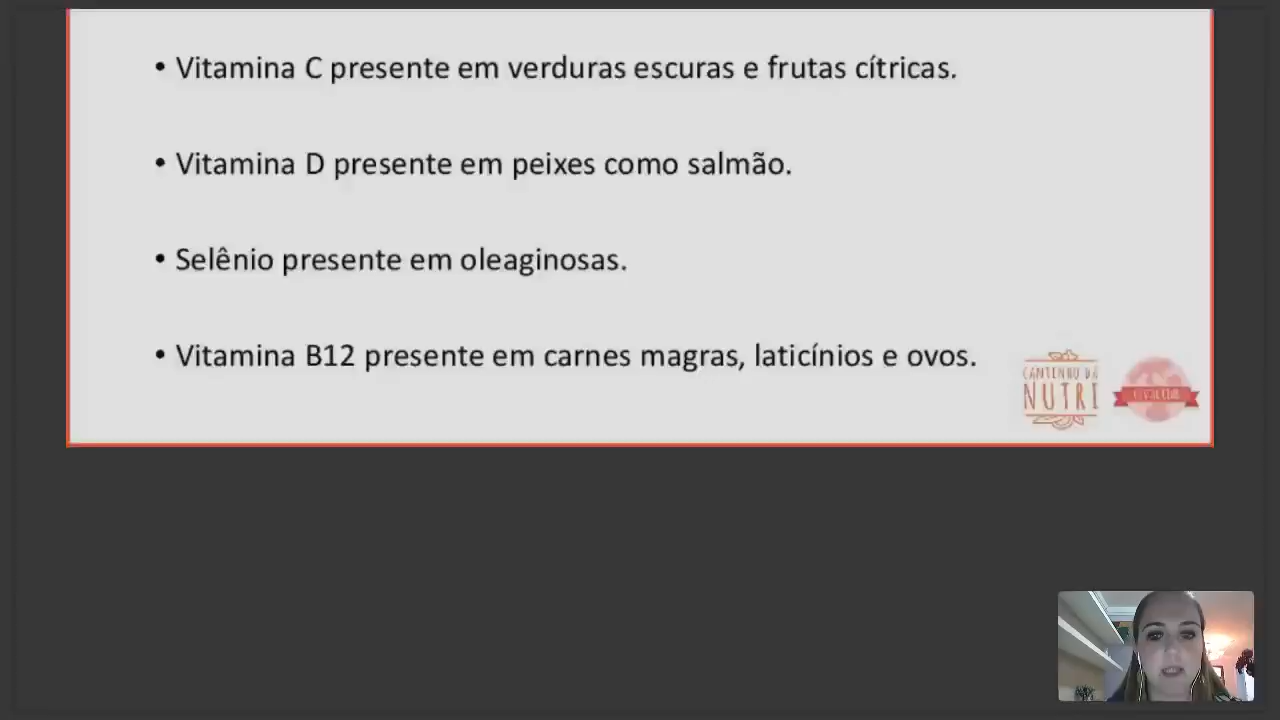 • Vitamina C presente em verduras escuras e frutas cítricas.
• Vitamina D presente em peixes como salmão.
• Selênio presente em oleaginosas.
• Vitamina B12 presente em carnes magras, laticínios e ovos.
CANTINHO DA
NUTRI